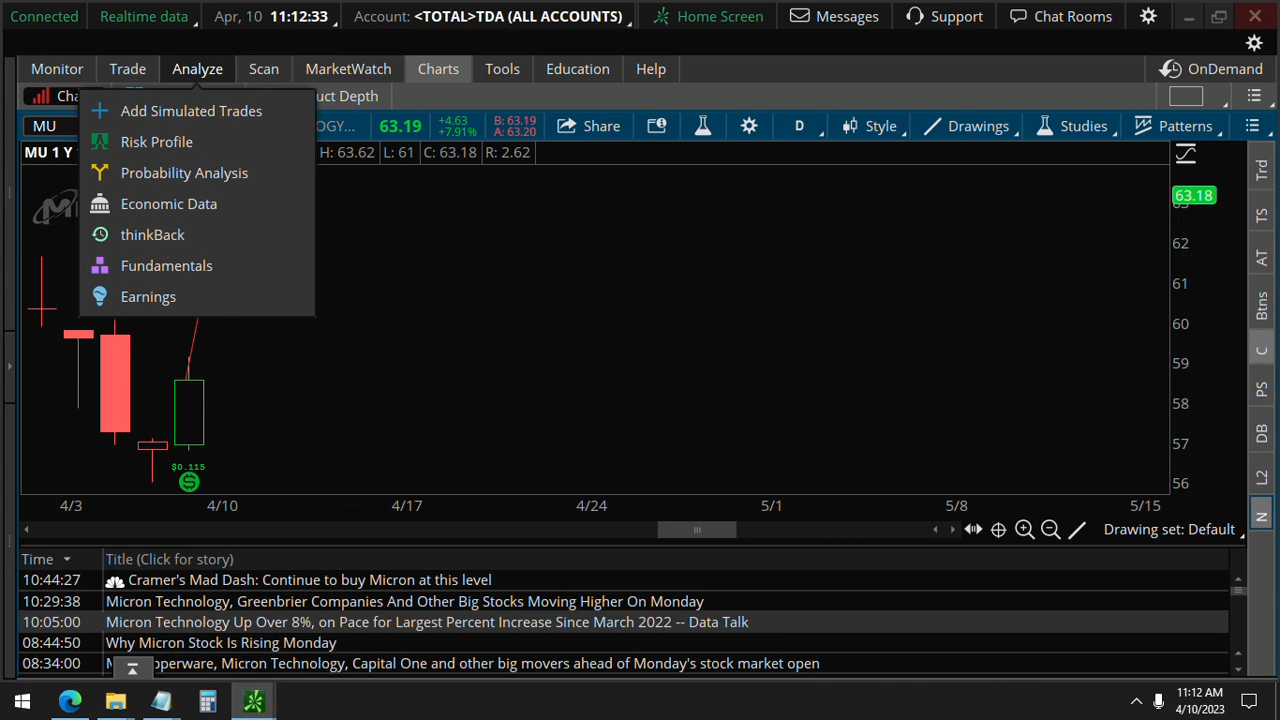 Connected Realtime data Apr, 10 11:12:33 Account: <TOTAL>TDA (ALL ACCOUNTS) Home Screen Messages Support Chat Rooms
Monitor Trade Analyze Scan MarketWatch Charts Tools Education Help OnDemand
Cha uct Depth
MU OGY... 63.19 +4.63 +7.91% B: 63.19 A: 63.20 Share D Style Drawings Studies Patterns
MU 1 Y H: 63.62 L: 61 C: 63.18 R: 2.62
Add Simulated Trades
Risk Profile
Probability Analysis
Economic Data
thinkBack
Fundamentals
Earnings
63.18
62
61
60
59
58
57
56
$0.115
4/3 4/10 4/17 4/24 5/1 5/8 5/15
Drawing set: Default
Trd
TS
AT
Btns
C
PS
DB
L2
N
Time Title (Click for story)
10:44:27 Cramer's Mad Dash: Continue to buy Micron at this level
10:29:38 Micron Technology, Greenbrier Companies And Other Big Stocks Moving Higher On Monday
10:05:00 Micron Technology Up Over 8%, on Pace for Largest Percent Increase Since March 2022 -- Data Talk
08:44:50 Why Micron Stock Is Rising Monday
08:34:00 pperware, Micron Technology, Capital One and other big movers ahead of Monday's stock market open
11:12 AM
4/10/2023